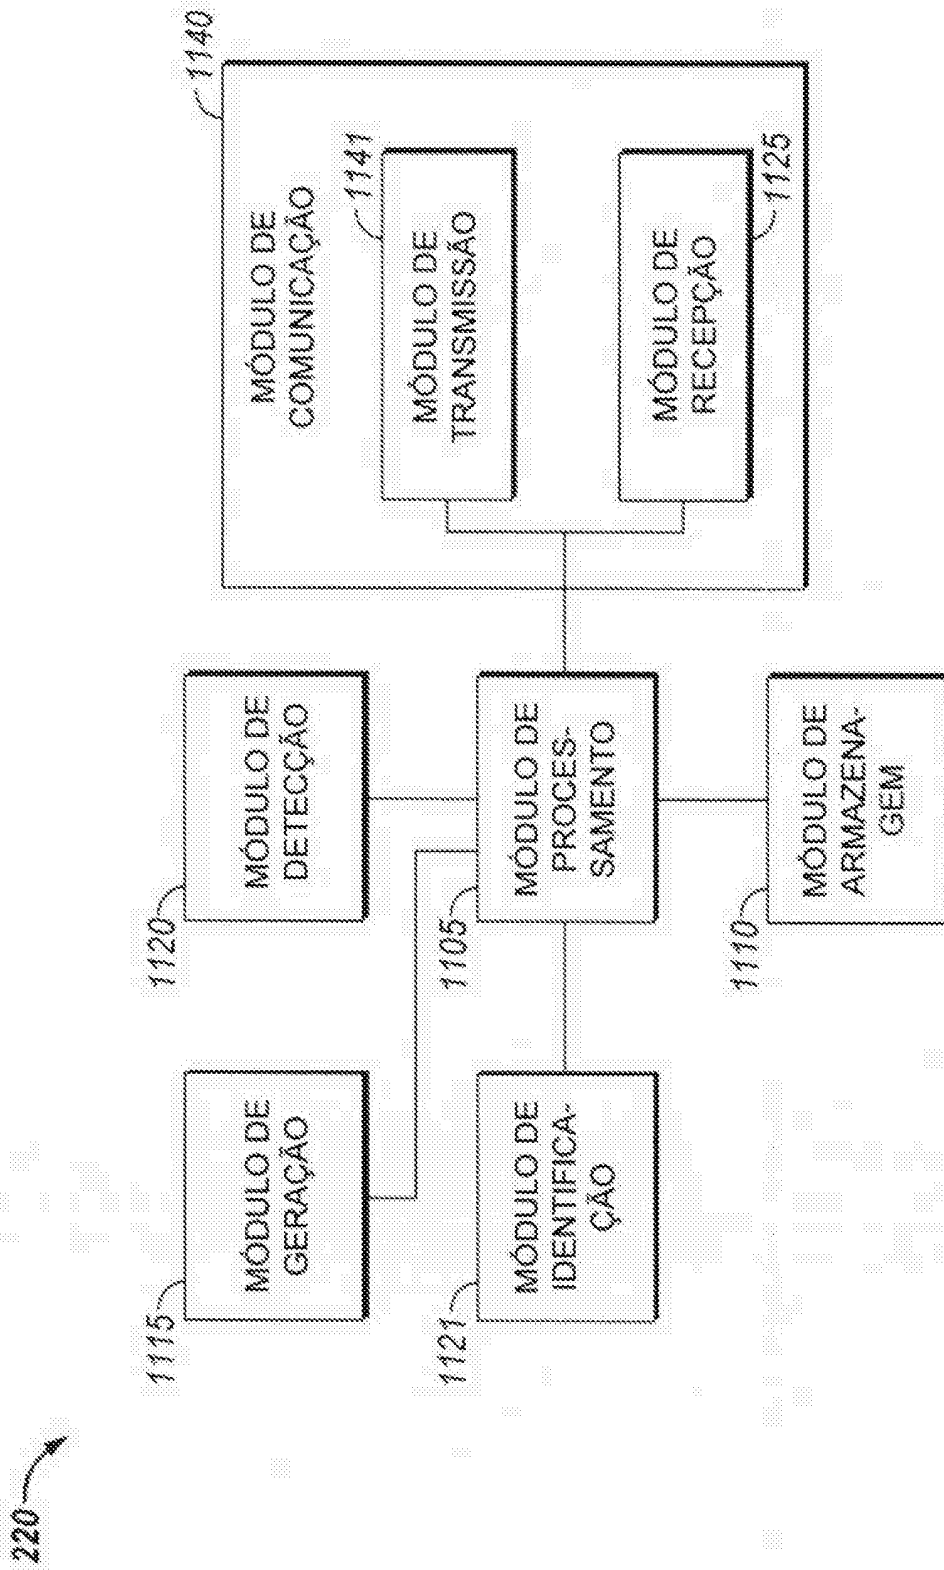 220
1115
MÓDULO DE
GERAÇÃO
1120
MÓDULO DE
DETECÇÃO
1140
MÓDULO DE
COMUNICAÇÃO
1141
MÓDULO DE
TRANSMISSÃO
1121
MÓDULO DE
IDENTIFICA-
ÇÃO
1105
MÓDULO DE
PROCES-
SAMENTO
MÓDULO DE
RECEPÇÃO
1125
1110
MÓDULO DE
ARMAZENA-
GEM